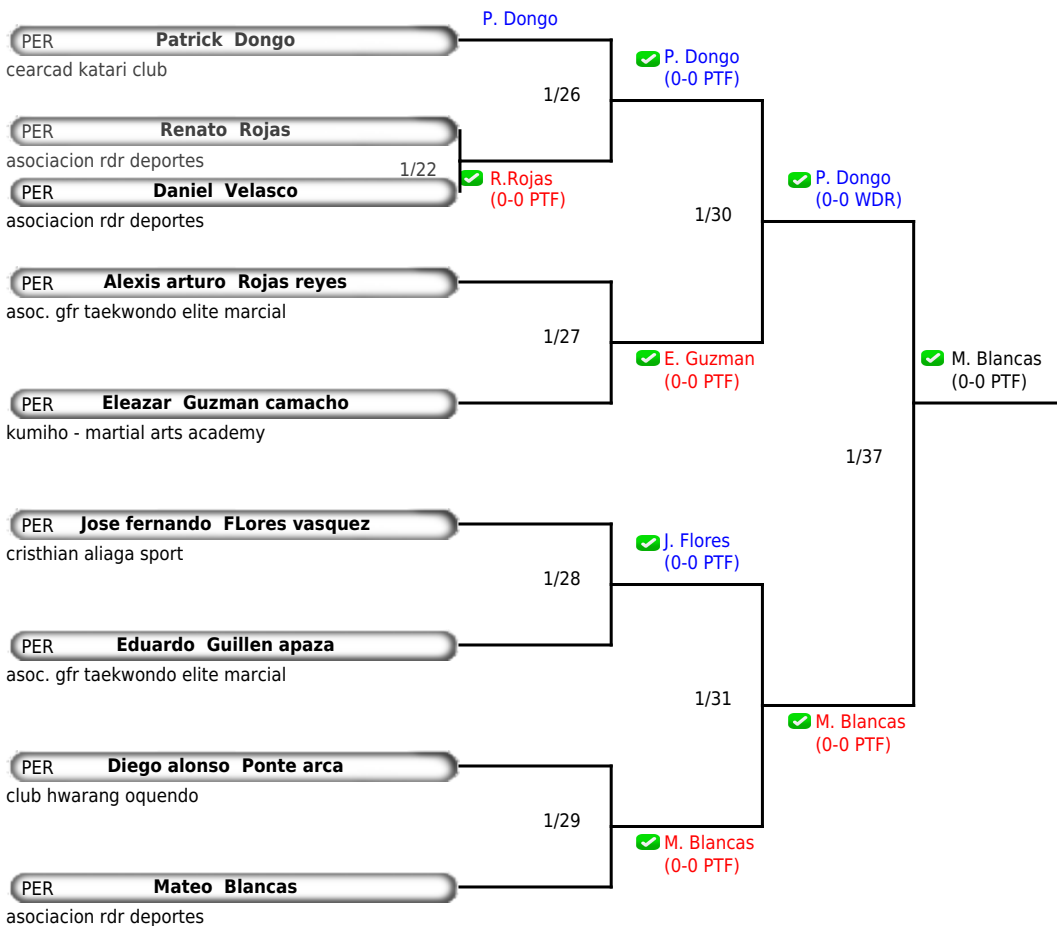 P. Dongo
PER Patrick Dongo
cearcad katari club
P. Dongo
(0-0 PTF)
1/26
PER Renato Rojas
asociacion rdr deportes
1/22
R.Rojas
(0-0 PTF)
PER Daniel Velasco
asociacion rdr deportes
P. Dongo
(0-0 WDR)
1/30
PER Alexis arturo Rojas reyes
asoc. gfr taekwondo elite marcial
1/27
E. Guzman
(0-0 PTF)
M. Blancas
(0-0 PTF)
PER Eleazar Guzman camacho
kumiho - martial arts academy
1/37
PER Jose fernando FLores vasquez
cristhian aliaga sport
J. Flores
(0-0 PTF)
1/28
PER Eduardo Guillen apaza
asoc. gfr taekwondo elite marcial
1/31
M. Blancas
(0-0 PTF)
PER Diego alonso Ponte arca
club hwarang oquendo
1/29
M. Blancas
(0-0 PTF)
PER Mateo Blancas
asociacion rdr deportes